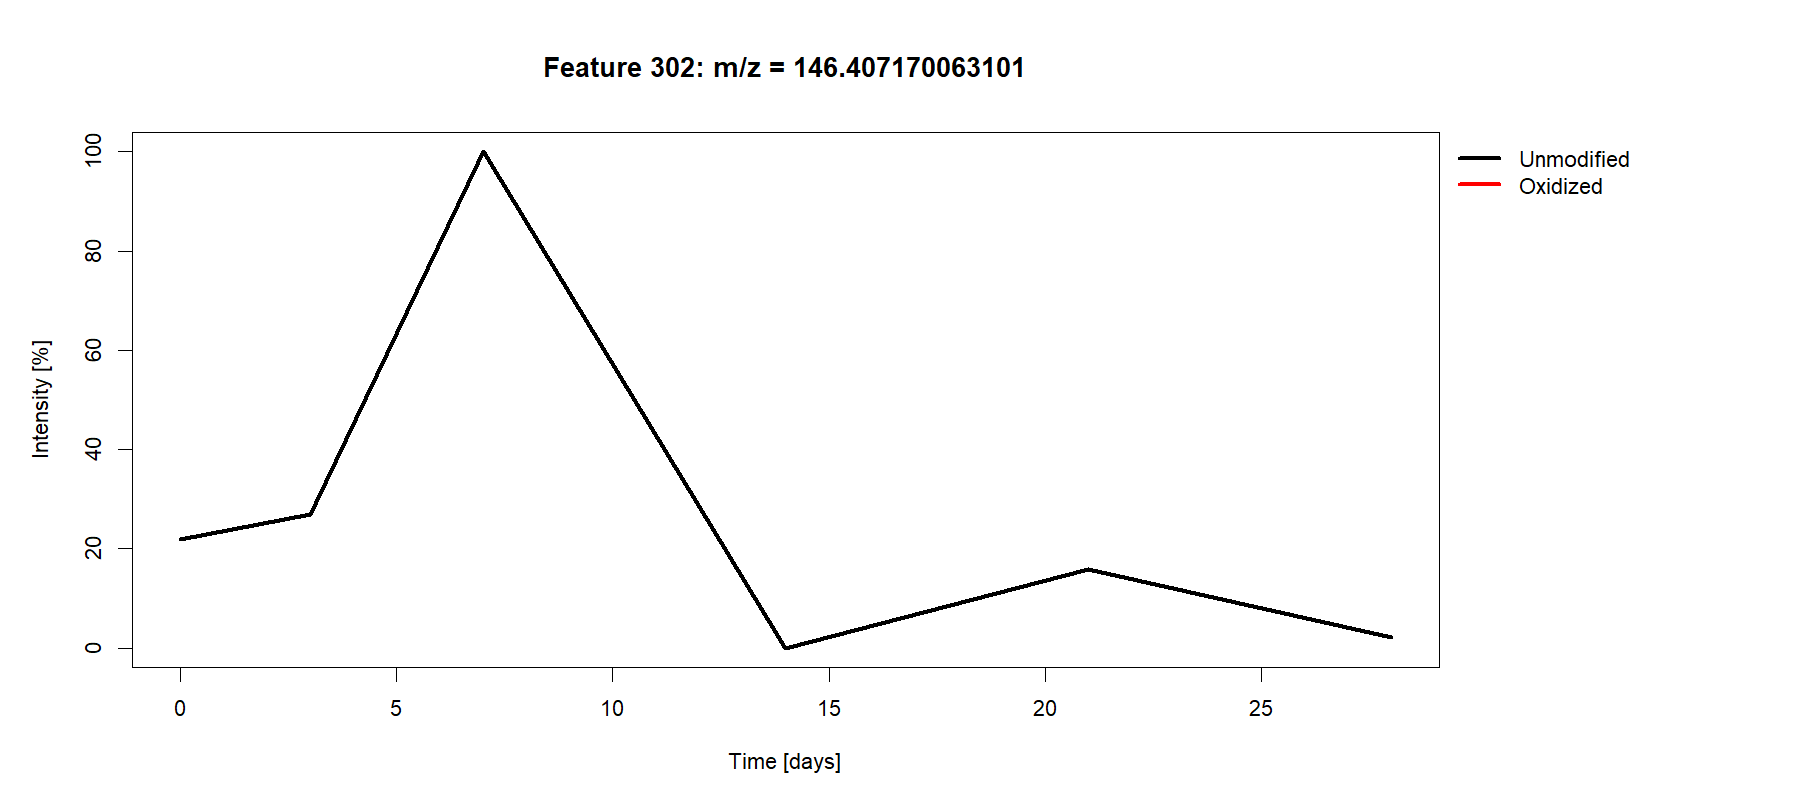 Feature 302: m/z = 146.407170063101
Unmodified
Oxidized
Intensity [%]
100
80
60
40
20
0
0 5 10 15 20 25
Time [days]